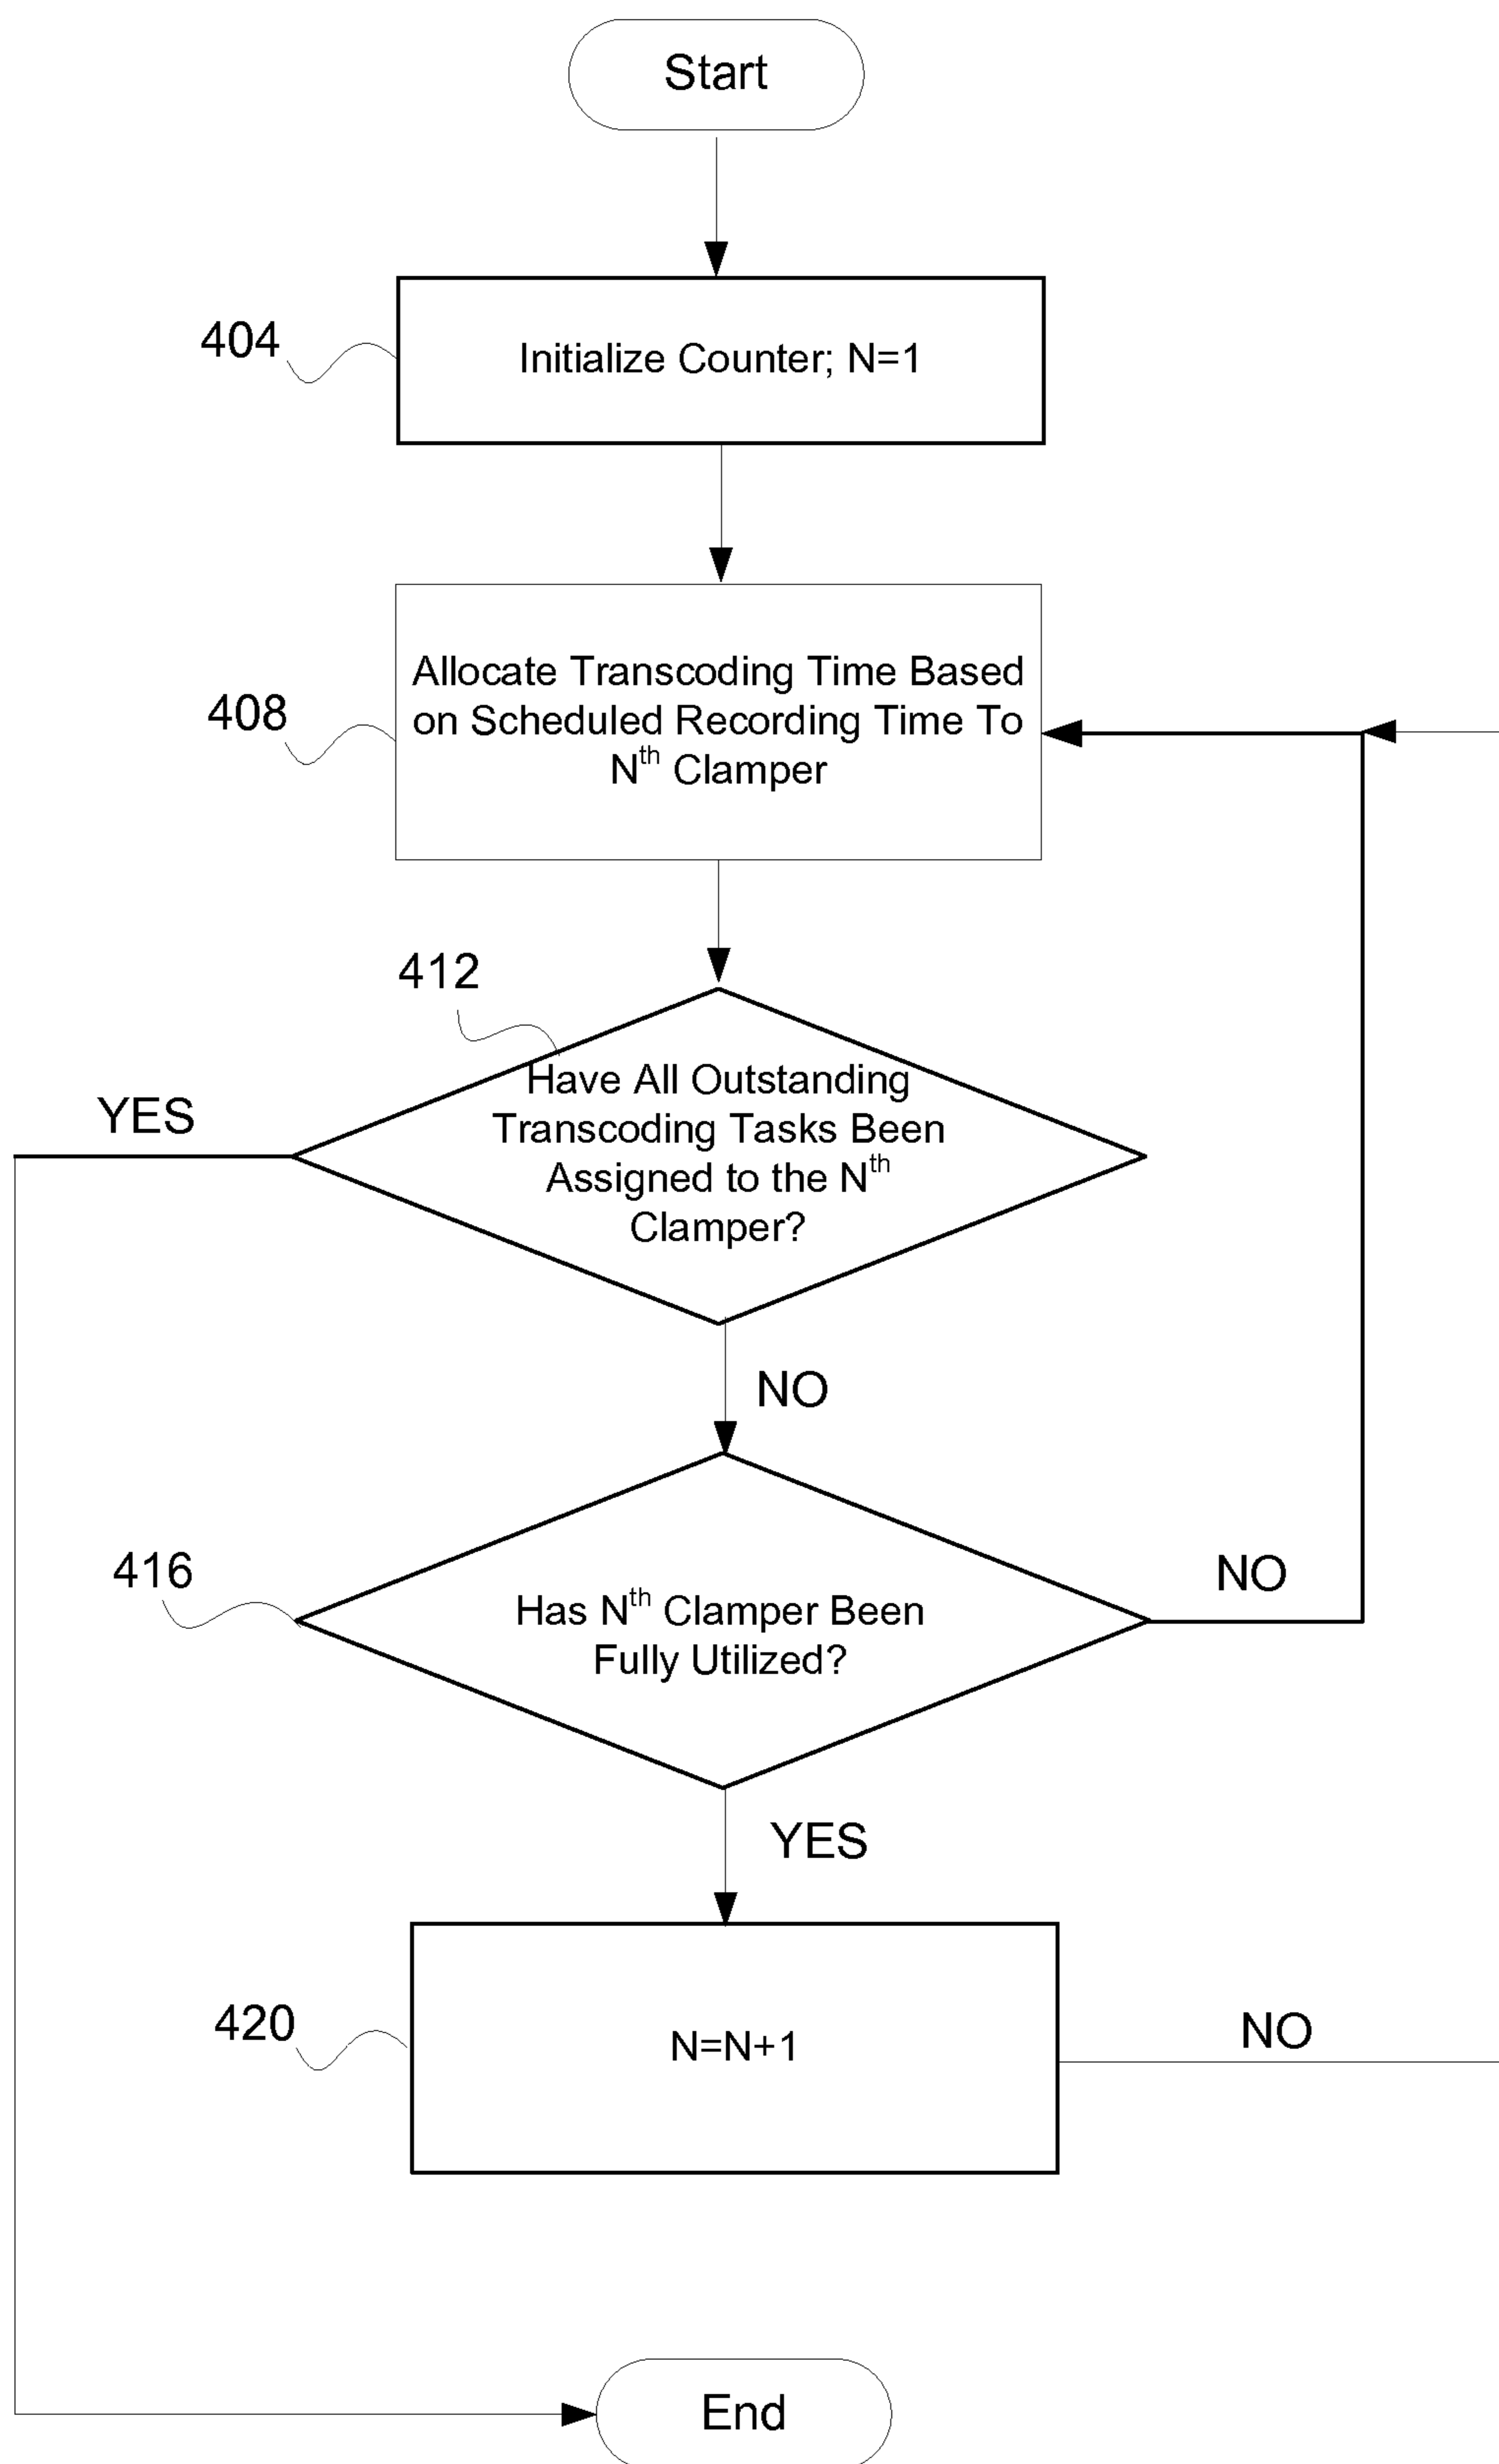 Start
404
Initialize Counter; N=1
408
Allocate Transcoding Time Based
on Scheduled Recording Time To
Nth Clamper
412
YES
Have All Outstanding
Transcoding Tasks Been
Assigned to the Nth
Clamper?
NO
416
Has Nth Clamper Been
Fully Utilized?
NO
YES
420
N=N+1
NO
End